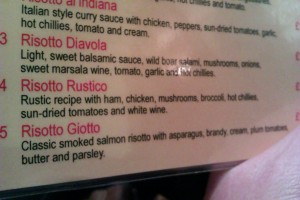 Risotto al Indiana
Italian style curry sauce with chicken, peppers, sun-dried tomatoes, garlic,
hot chillies, tomato and cream.
3 Risotto Diavola
Light, sweet balsamic sauce, wild boar salami, mushrooms, onions,
sweet marsala wine, tomato, garlic and hot chillies.
4 Risotto Rustico
Rustic recipe with ham, chicken, mushrooms, broccoli, hot chillies,
sun-dried tomatoes and white wine.
5 Risotto Giotto
Classic smoked salmon risotto with asparagus, brandy, cream, plum tomatoes,
butter and parsley.